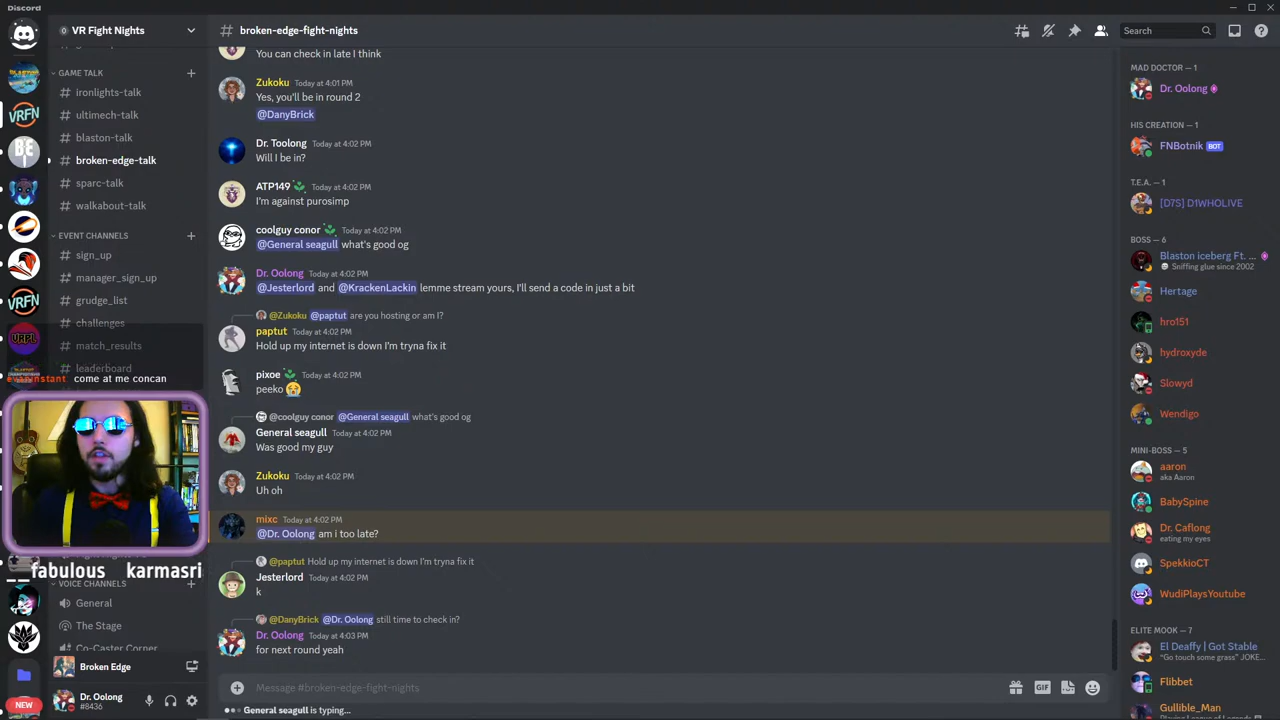 Discord
VR Fight Nights
GAME TALK
ironlights-talk
ultimech-talk
blaston-talk
broken-edge-talk
sparc-talk
walkabout-talk
EVENT CHANNELS
sign_up
manager_sign_up
grudge_list
challenges
match_results
leaderboard
come at me concan
__fabulous karmasri
VOICE CHANNELS
General
The Stage
Co-Caster Corner
Broken Edge
Dr. Oolong
#8436
NEW
VRFN
BE
VRFN
VRPL
# broken-edge-fight-nights
Search
You can check in late I think
Zukoku Today at 4:01 PM
Yes, you'll be in round 2
@DanyBrick
Dr. Toolong Today at 4:02 PM
Will I be in?
ATP149 Today at 4:02 PM
I'm against purosimp
coolguy conor Today at 4:02 PM
@General seagull what's good og
Dr. Oolong Today at 4:02 PM
@Jesterlord and @KrackenLackin lemme stream yours, I'll send a code in just a bit
@Zukoku @paptut are you hosting or am I?
paptut Today at 4:02 PM
Hold up my internet is down I'm tryna fix it
pixoe Today at 4:02 PM
peeko 😭
@coolguy conor @General seagull what's good og
General seagull Today at 4:02 PM
Was good my guy
Zukoku Today at 4:02 PM
Uh oh
mixc Today at 4:02 PM
@Dr. Oolong am i too late?
@paptut Hold up my internet is down I'm tryna fix it
Jesterlord Today at 4:02 PM
k
@DanyBrick @Dr. Oolong still time to check in?
Dr. Oolong Today at 4:03 PM
for next round yeah
Message #broken-edge-fight-nights
GIF
General seagull is typing...
MAD DOCTOR — 1
Dr. Oolong
HIS CREATION — 1
FNBotnik BOT
T.E.A. — 1
[D7S] D1WHOLIVE
BOSS — 6
Blaston iceberg Ft. ...
Sniffing glue since 2002
Hertage
hro151
hydroxyde
Slowyd
Wendigo
MINI-BOSS — 5
aaron
aka Aaron
BabySpine
Dr. Caflong
eating my eyes
SpekkioCT
WudiPlaysYoutube
ELITE MOOK — 7
El Deaffy | Got Stable
"Go touch some grass" JOKE...
Flibbet
Gullible_Man